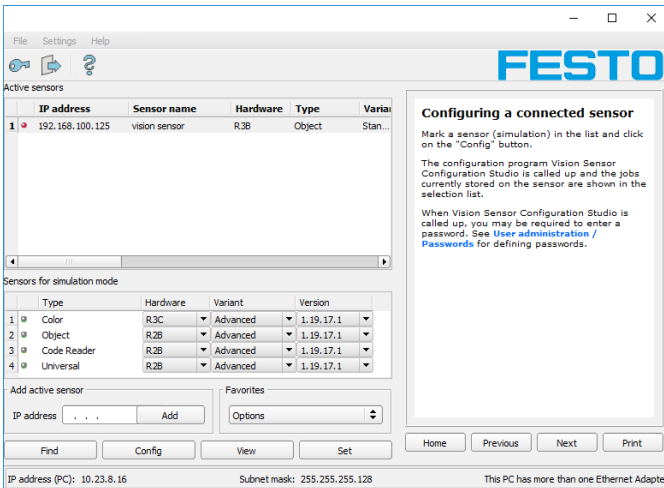 File Settings Help
FESTO
Active sensors
IP address Sensor name Hardware Type Varia
1 192.168.100.125 vision sensor R3B Object Stan...
Sensors for simulation mode
Type Hardware Variant Version
1 Color R3C Advanced 1.19.17.1
2 Object R2B Advanced 1.19.17.1
3 Code Reader R2B Advanced 1.19.17.1
4 Universal R2B Advanced 1.19.17.1
Add active sensor
IP address . . . Add
Favorites
Options
Find Config View Set
Configuring a connected sensor
Mark a sensor (simulation) in the list and click
on the "Config" button.
The configuration program Vision Sensor
Configuration Studio is called up and the jobs
currently stored on the sensor are shown in the
selection list.
When Vision Sensor Configuration Studio is
called up, you may be required to enter a
password. See User administration /
Passwords for defining passwords.
Home Previous Next Print
IP address (PC): 10.23.8.16 Subnet mask: 255.255.255.128 This PC has more than one Ethernet Adapte